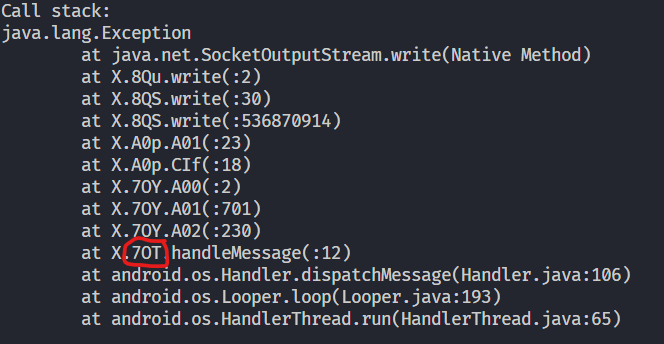 Call stack:
java.lang.Exception
at java.net.SocketOutputStream.write(Native Method)
at X.8Qu.write(:2)
at X.8QS.write(:30)
at X.8QS.write(:536870914)
at X.A0p.A01(:23)
at X.A0p.CIf(:18)
at X.7OY.A00(:2)
at X.7OY.A01(:701)
at X.7OY.A02(:230)
at X.7OT.handleMessage(:12)
at android.os.Handler.dispatchMessage(Handler.java:106)
at android.os.Looper.loop(Looper.java:193)
at android.os.HandlerThread.run(HandlerThread.java:65)